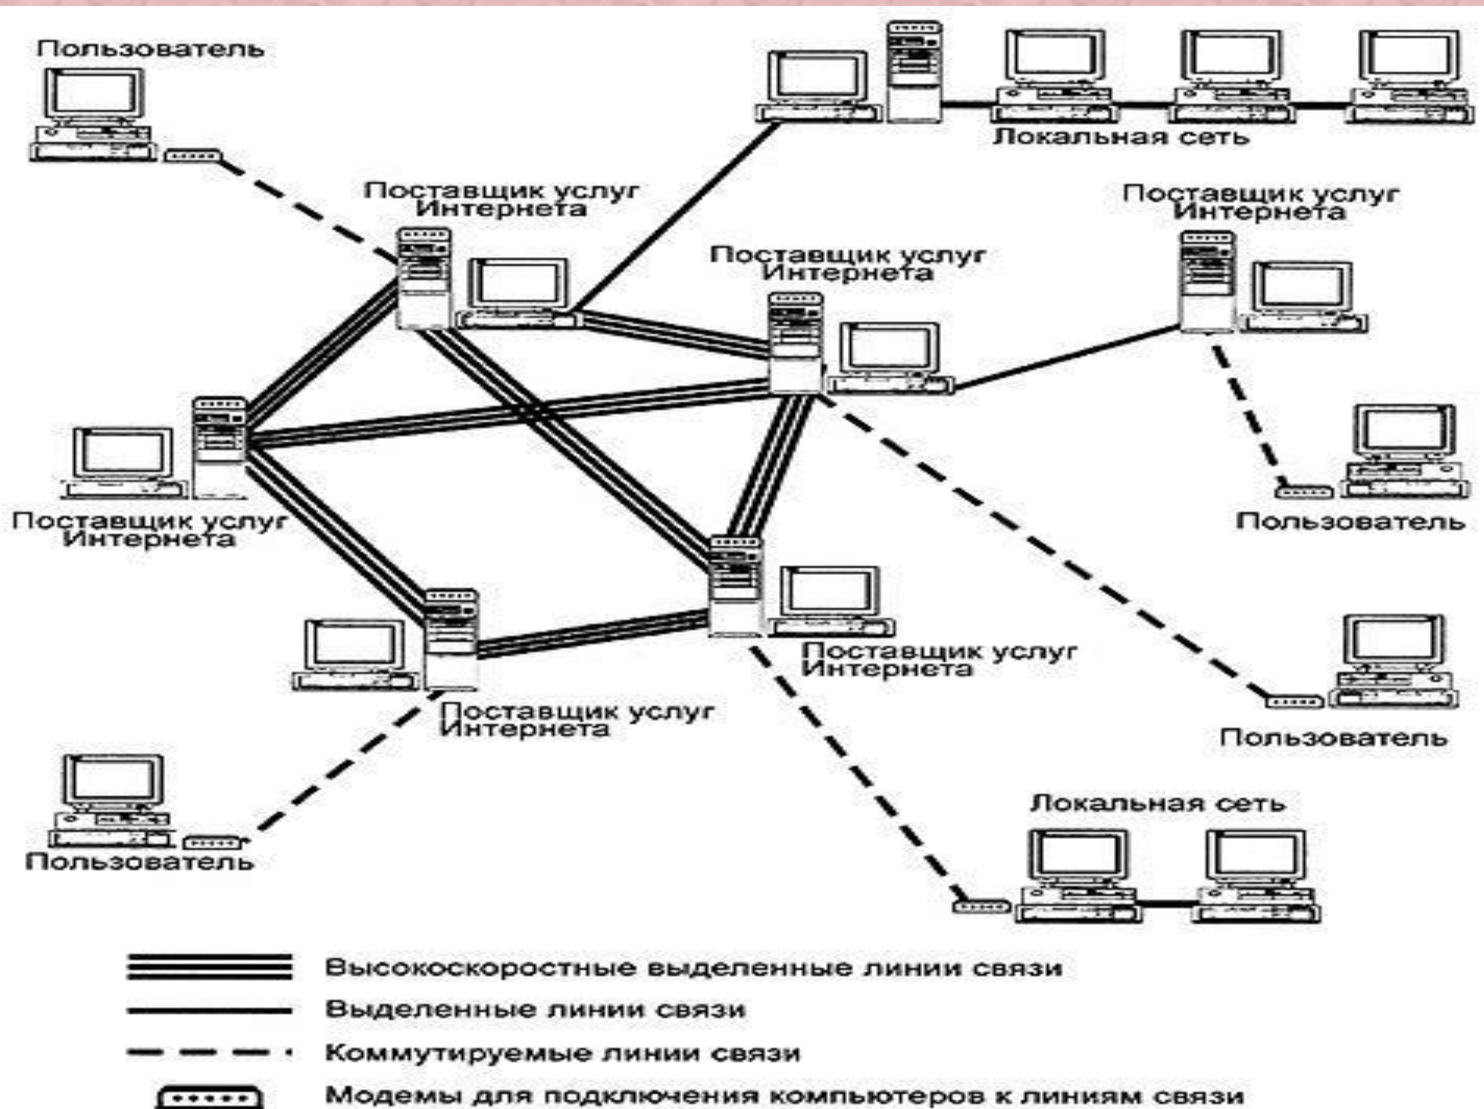 Пользователь
Локальная сеть
Поставщик услуг
Интернета
Поставщик услуг
Интернета
Поставщик услуг
Интернета
Поставщик услуг
Интернета
Пользователь
Поставщик услуг
Интернета
Поставщик услуг
Интернета
Пользователь
Локальная сеть
Пользователь
Высокоскоростные выделенные линии связи
Выделенные линии связи
Коммутируемые линии связи
Модемы для подключения компьютеров к линиям связи